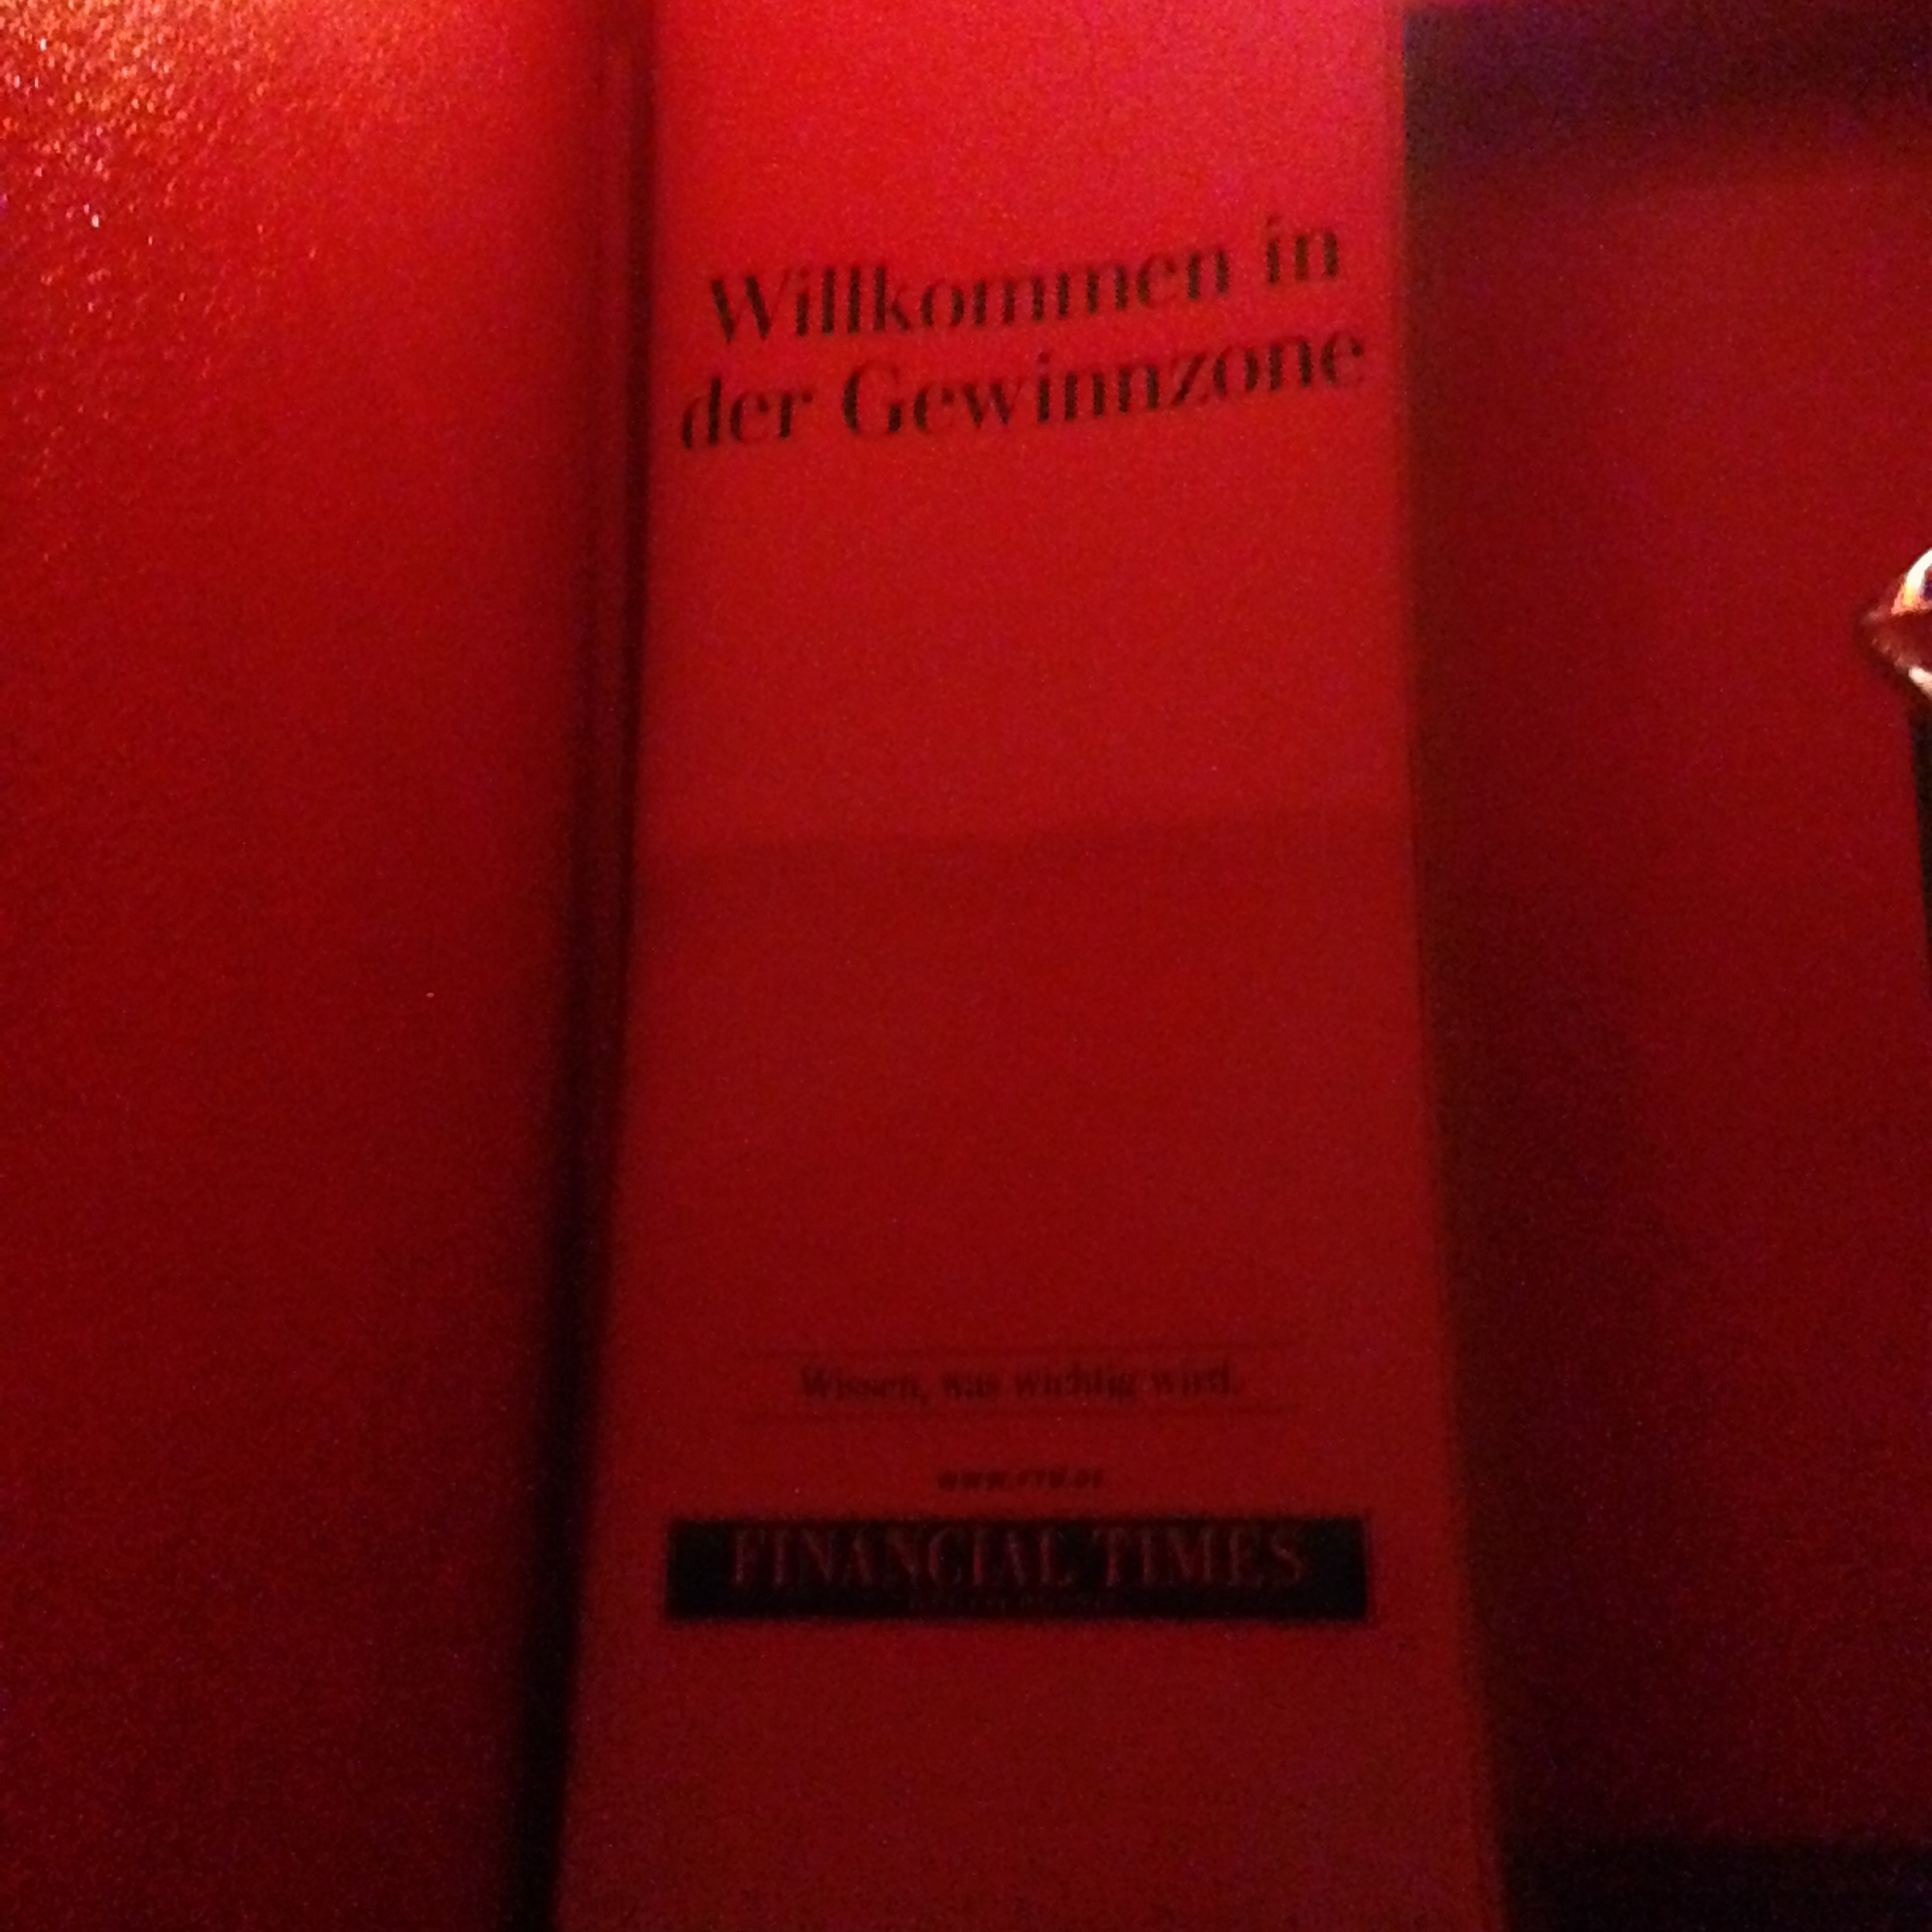 Willkommen in
der Gewinnzone
Wissen, was wichtig wird.
FINANCIAL TIMES